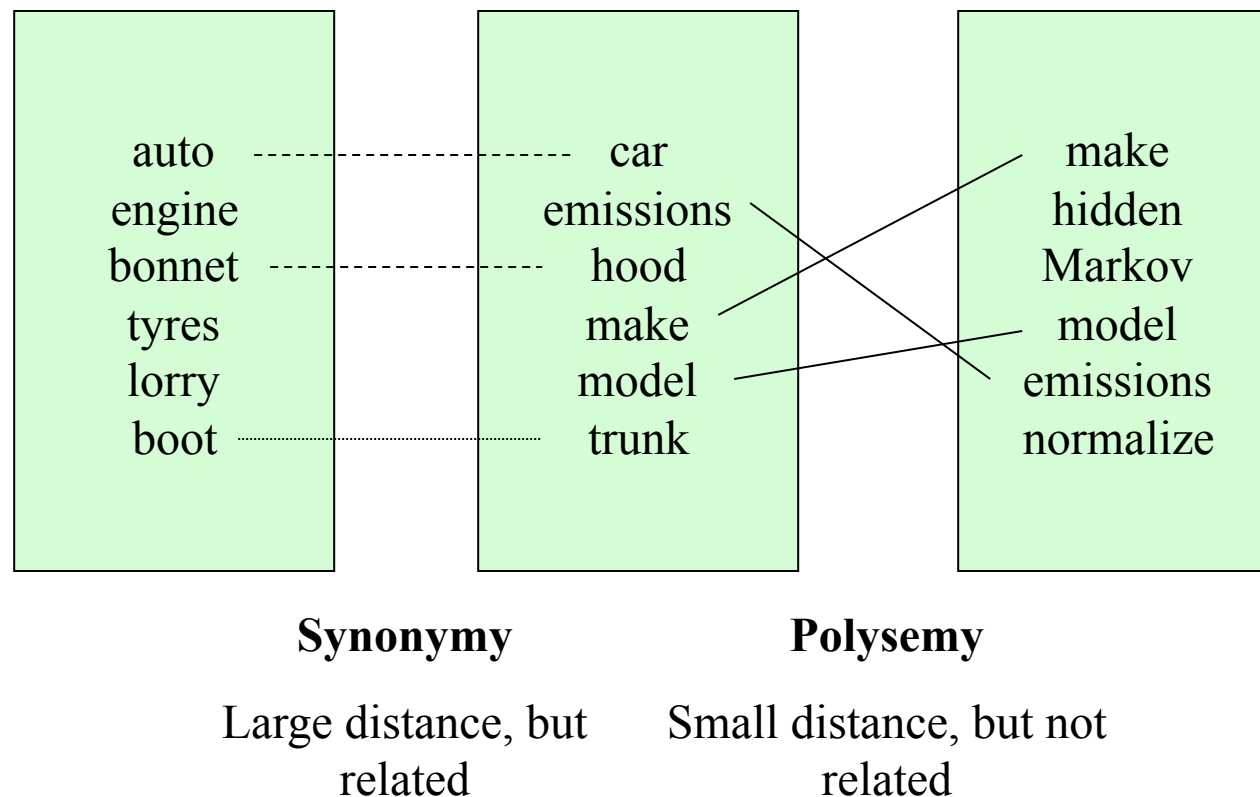 auto
engine
bonnet
tyres
lorry
boot
car
emissions
hood
make
model
trunk
make
hidden
Markov
model
emissions
normalize
Synonymy
Large distance, but
related
Polysemy
Small distance, but not
related